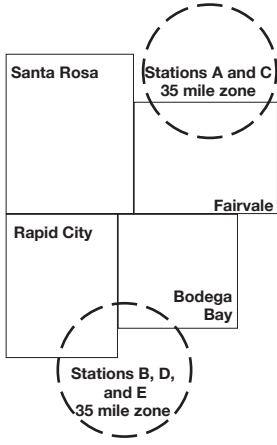 Santa Rosa
Stations A and C
35 mile zone
Fairvale
Rapid City
Bodega
Bay
Stations B, D,
and E
35 mile zone